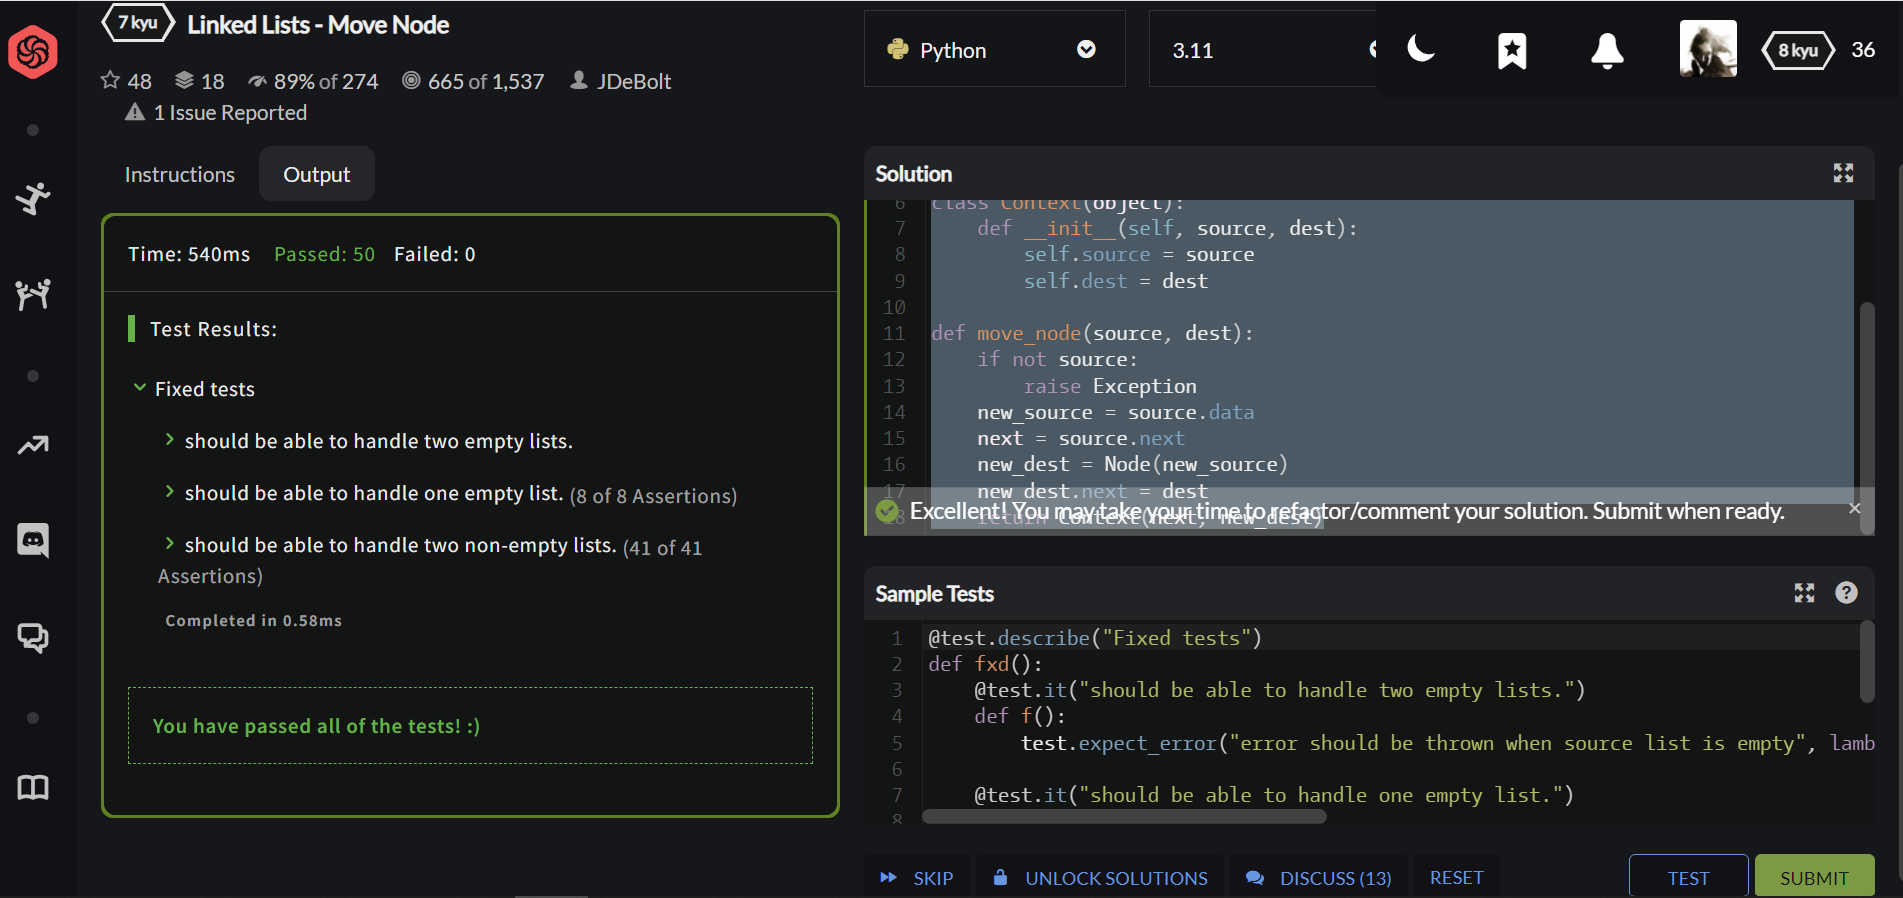 7 kyu
Linked Lists - Move Node
48 18 89% of 274 665 of 1,537 JDeBolt
1 Issue Reported
Python
3.11
8 kyu
36
Instructions
Output
Time: 540ms Passed: 50 Failed: 0
Test Results:
Fixed tests
should be able to handle two empty lists.
should be able to handle one empty list. (8 of 8 Assertions)
should be able to handle two non-empty lists. (41 of 41
Assertions)
Completed in 0.58ms
You have passed all of the tests! :)
Solution
6 class Context(object):
7 def __init__(self, source, dest):
8 self.source = source
9 self.dest = dest
10
11 def move_node(source, dest):
12 if not source:
13 raise Exception
14 new_source = source.data
15 next = source.next
16 new_dest = Node(new_source)
17 new_dest.next = dest
18 return Context(next, new_dest)
Excellent! You may take your time to refactor/comment your solution. Submit when ready.
×
Sample Tests
?
1 @test.describe("Fixed tests")
2 def fxd():
3 @test.it("should be able to handle two empty lists.")
4 def f():
5 test.expect_error("error should be thrown when source list is empty", lamb
6
7 @test.it("should be able to handle one empty list.")
8
SKIP
UNLOCK SOLUTIONS
DISCUSS (13)
RESET
TEST
SUBMIT